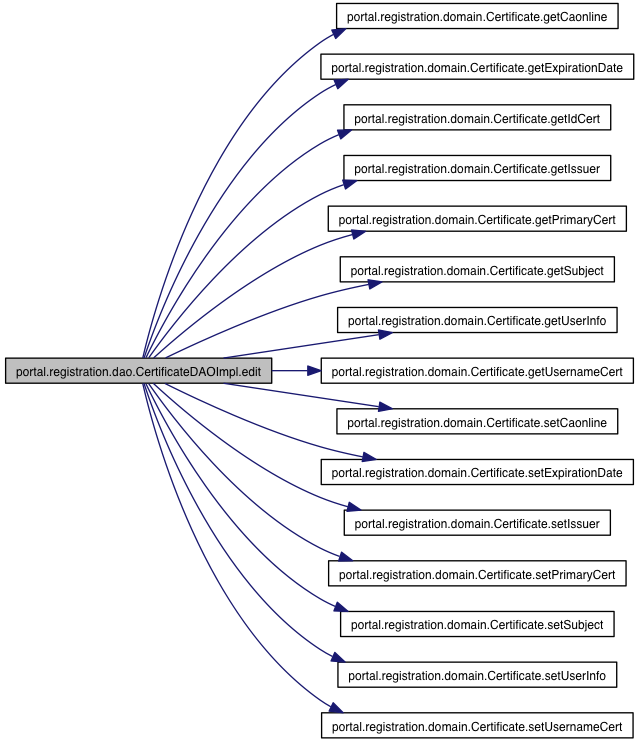 portal.registration.domain.Certificate.getCaonline
portal.registration.domain.Certificate.getExpirationDate
portal.registration.domain.Certificate.getIdCert
portal.registration.domain.Certificate.getIssuer
portal.registration.domain.Certificate.getPrimaryCert
portal.registration.domain.Certificate.getSubject
portal.registration.domain.Certificate.getUserInfo
portal.registration.dao.CertificateDAOImpl.edit
portal.registration.domain.Certificate.getUsernameCert
portal.registration.domain.Certificate.setCaonline
portal.registration.domain.Certificate.setExpirationDate
portal.registration.domain.Certificate.setIssuer
portal.registration.domain.Certificate.setPrimaryCert
portal.registration.domain.Certificate.setSubject
portal.registration.domain.Certificate.setUserInfo
portal.registration.domain.Certificate.setUsernameCert